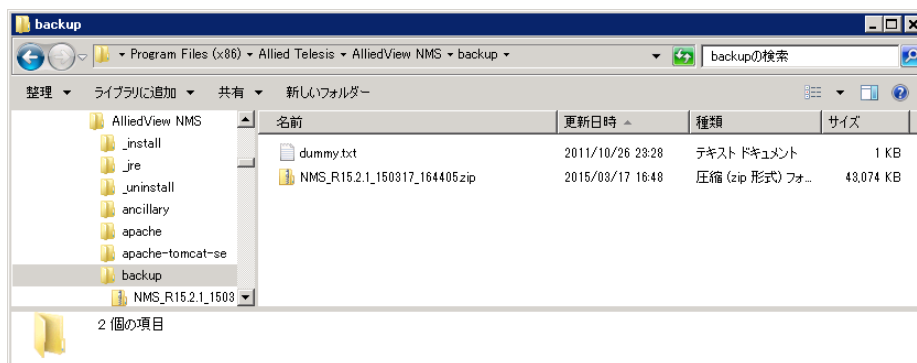 backup
Program Files (x86) Allied Telesis AlliedView NMS backup backupの検索
整理 ライブラリに追加 共有 新しいフォルダー
AlliedView NMS
_install
_jre
_uninstall
ancillary
apache
apache-tomcat-se
backup
NMS_R15.2.1_1503
名前 更新日時 種類 サイズ
dummy.txt 2011/10/26 23:28 テキスト ドキュメント 1 KB
NMS_R15.2.1_150317_164405.zip 2015/03/17 16:48 圧縮 (zip 形式) フォ... 43,074 KB
2 個の項目